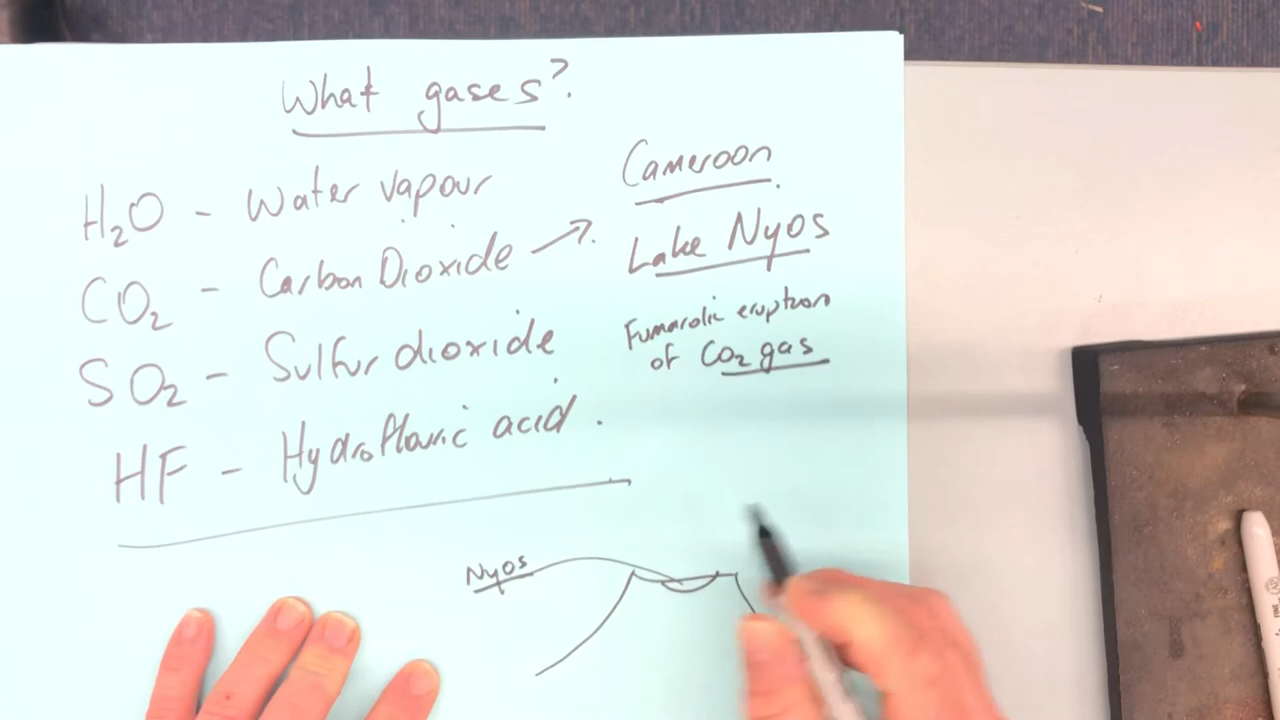 What gases?
H₂O - Water vapour
CO₂ - Carbon Dioxide →
SO₂ - Sulfur dioxide
HF - Hydroflouric acid.
Cameroon
Lake Nyos
Fumarolic eruption
of CO₂ gas
Nyos